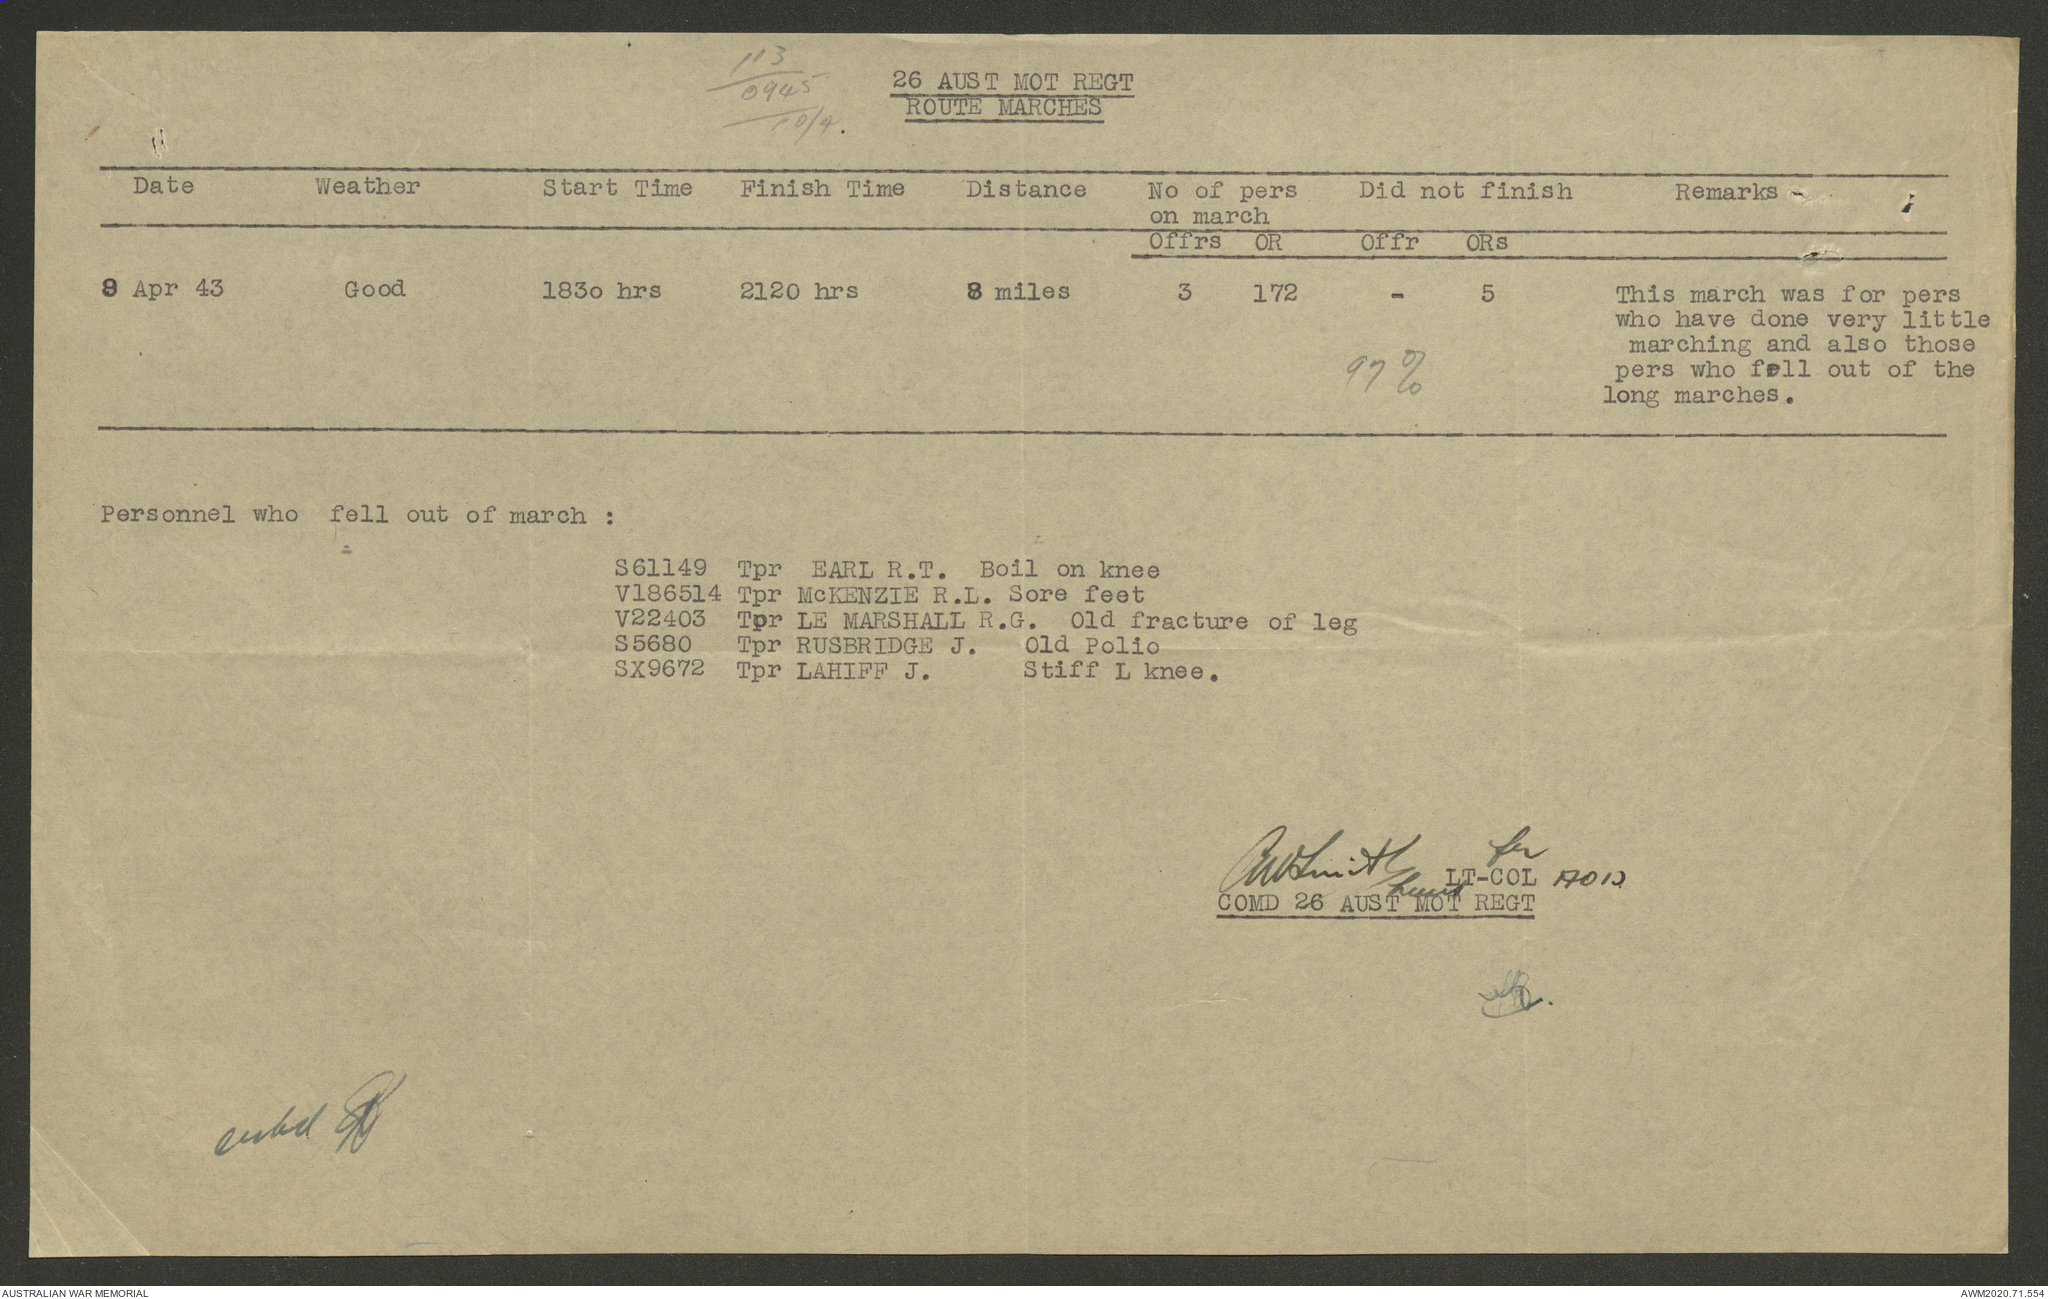 113
0945
10/4.
26 AUST MOT REGT
ROUTE MARCHES
Date Weather Start Time Finish Time Distance No of pers on march Did not finish Remarks -
Offrs OR Offr ORs
8 Apr 43 Good 1830 hrs 2120 hrs 8 miles 3 172 - 5 This march was for pers
who have done very little
marching and also those
pers who fell out of the
long marches.
97%
Personnel who fell out of march :
S61149 Tpr EARL R.T. Boil on knee
V186514 Tpr McKENZIE R.L. Sore feet
V22403 Tpr LE MARSHALL R.G. Old fracture of leg
S5680 Tpr RUSBRIDGE J. Old Polio
SX9672 Tpr LAHIFF J. Stiff L knee.
for
LT-COL
COMD 26 AUST MOT REGT
AUSTRALIAN WAR MEMORIAL
AWM2020.71.554